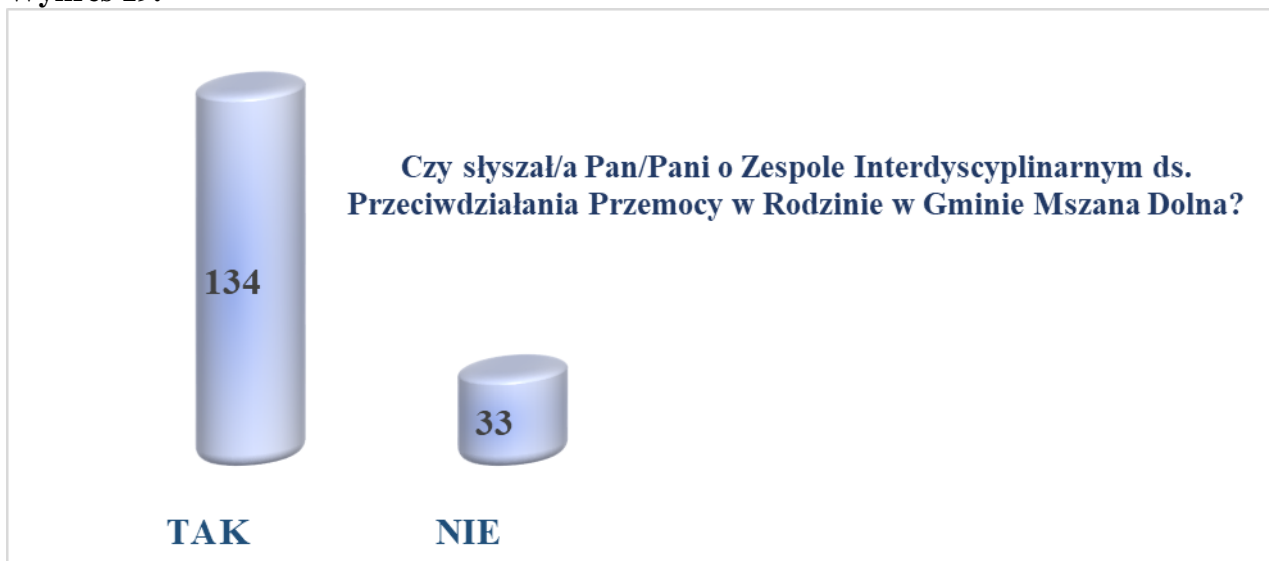 Czy słyszał/a Pan/Pani o Zespole Interdyscyplinarnym ds.
Przeciwdziałania Przemocy w Rodzinie w Gminie Mszana Dolna?
134
33
TAK NIE